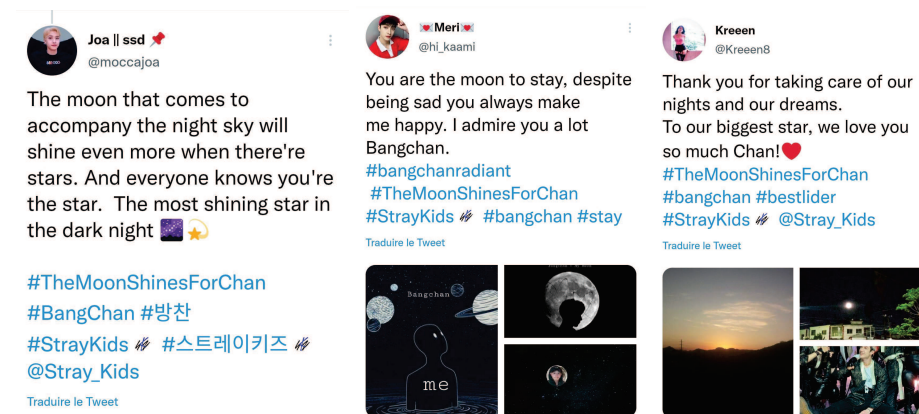 Joa || ssd
@moccajoa
The moon that comes to
accompany the night sky will
shine even more when there're
stars. And everyone knows you're
the star. The most shining star in
the dark night
#TheMoonShinesForChan
#BangChan #방찬
#StrayKids #스트레이키즈
@Stray_Kids
Traduire le Tweet
Meri
@hi_kaami
You are the moon to stay, despite
being sad you always make
me happy. I admire you a lot
Bangchan.
#bangchanradiant
#TheMoonShinesForChan
#StrayKids #bangchan #stay
Traduire le Tweet
Bangchan
me
Kreeen
@Kreeen8
Thank you for taking care of our
nights and our dreams.
To our biggest star, we love you
so much Chan!
#TheMoonShinesForChan
#bangchan #bestlider
#StrayKids @Stray_Kids
Traduire le Tweet